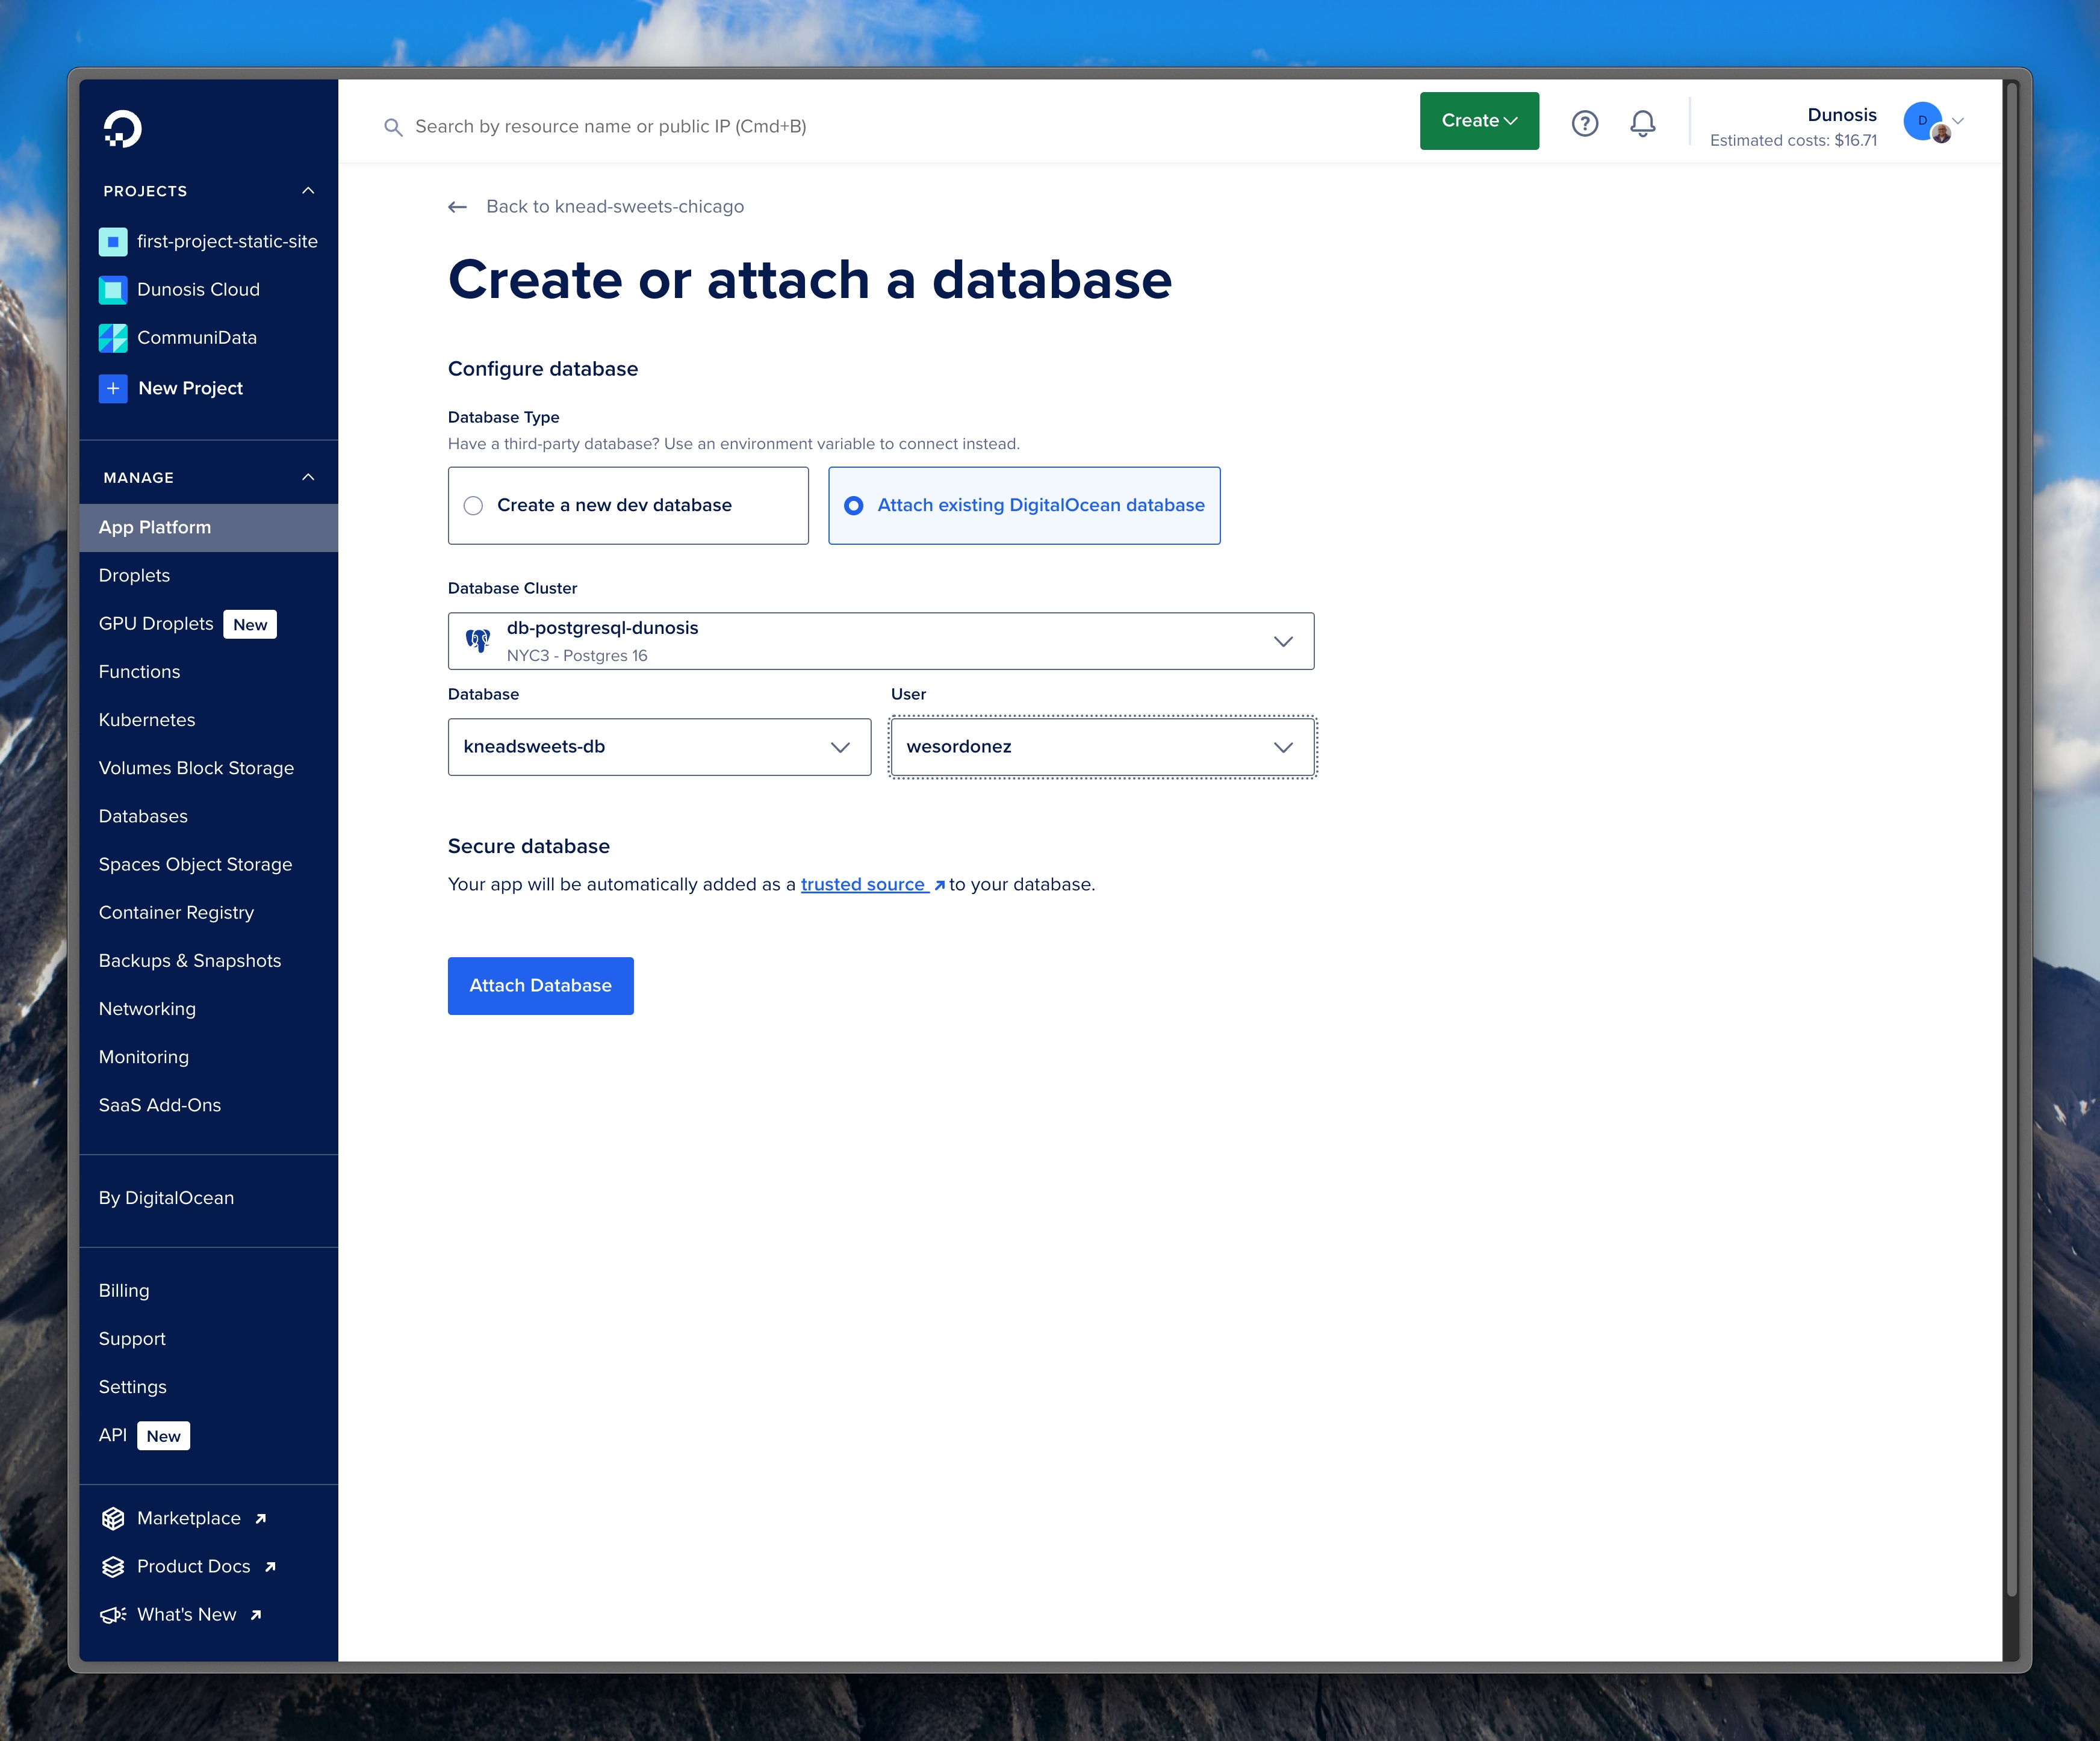 PROJECTS
first-project-static-site
Dunosis Cloud
CommuniData
New Project
MANAGE
App Platform
Droplets
GPU Droplets New
Functions
Kubernetes
Volumes Block Storage
Databases
Spaces Object Storage
Container Registry
Backups & Snapshots
Networking
Monitoring
SaaS Add-Ons
By DigitalOcean
Billing
Support
Settings
API New
Marketplace
Product Docs
What's New
Search by resource name or public IP (Cmd+B)
Create
Dunosis
Estimated costs: $16.71
D
Back to knead-sweets-chicago
Create or attach a database
Configure database
Database Type
Have a third-party database? Use an environment variable to connect instead.
Create a new dev database
Attach existing DigitalOcean database
Database Cluster
db-postgresql-dunosis
NYC3 - Postgres 16
Database
User
kneadsweets-db
wesordonez
Secure database
Your app will be automatically added as a trusted source to your database.
Attach Database